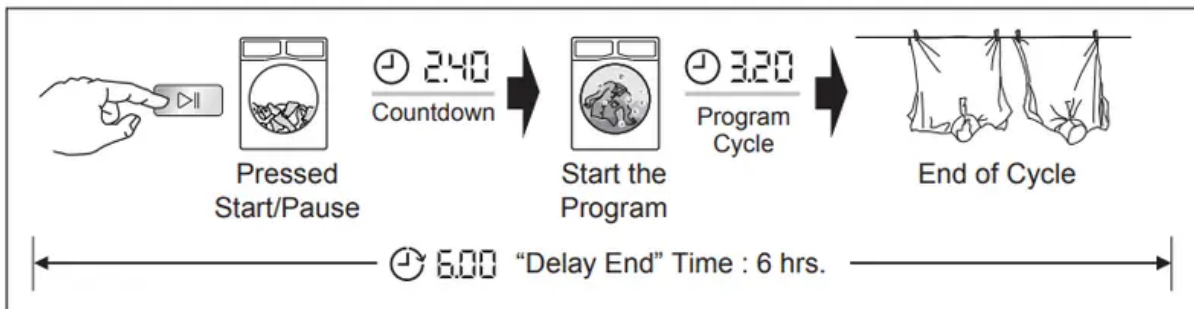 2.40
Countdown
3.20
Program
Cycle
Pressed
Start/Pause
Start the
Program
End of Cycle
6.00 "Delay End" Time : 6 hrs.